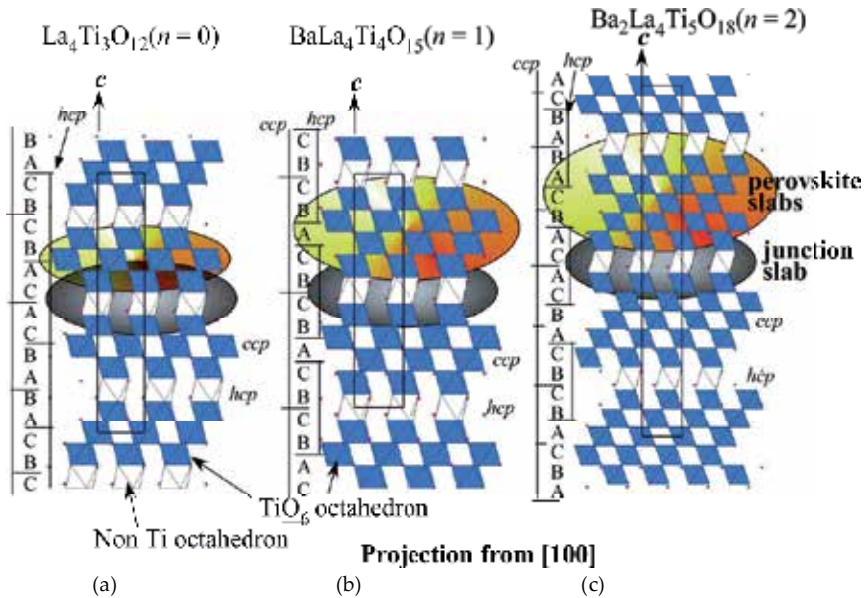 La₄Ti₃O₁₂(n = 0)
BaLa₄Ti₄O₁₅(n = 1)
Ba₂La₄Ti₅O₁₈(n = 2)
c
hcp
B
A
C
B
C
B
A
C
A
C
B
A
B
A
C
B
C
ccp
hcp
c
ccp
hcp
C
B
C
B
A
ccp
hcp
c
ccp
hcp
A
C
B
A
B
A
C
B
perovskite
slabs
junction
slab
ccp
hcp
TiO₆ octahedron
Non Ti octahedron
Projection from [100]
(a)
(b)
(c)